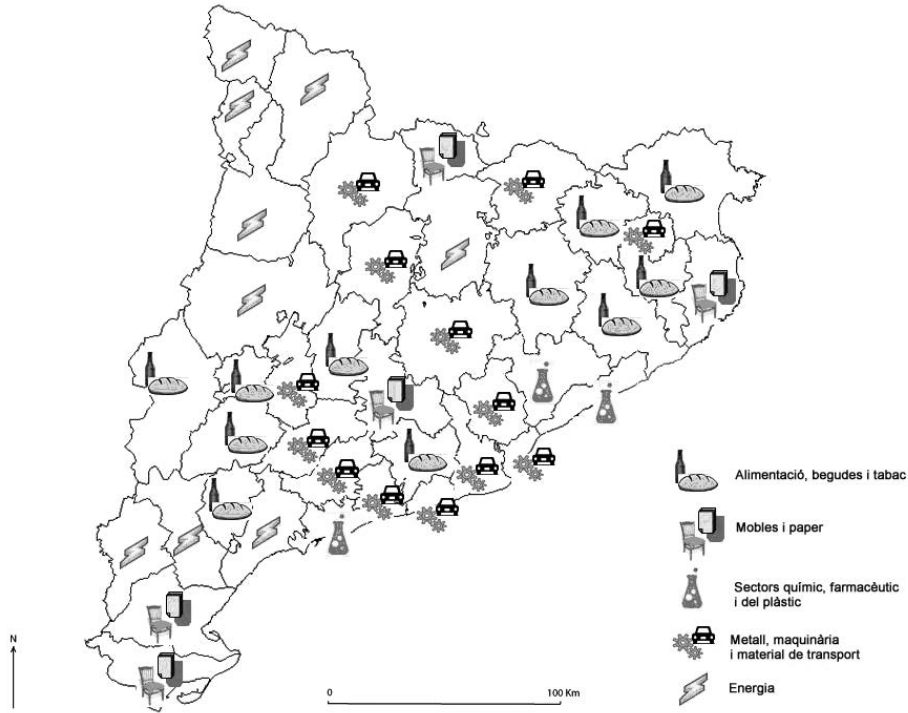 Alimentació, begudes i tabac
Mobles i paper
Sectors químic, farmacèutic
i del plàstic
Metall, maquinària
i material de transport
Energia
N
0 100 Km